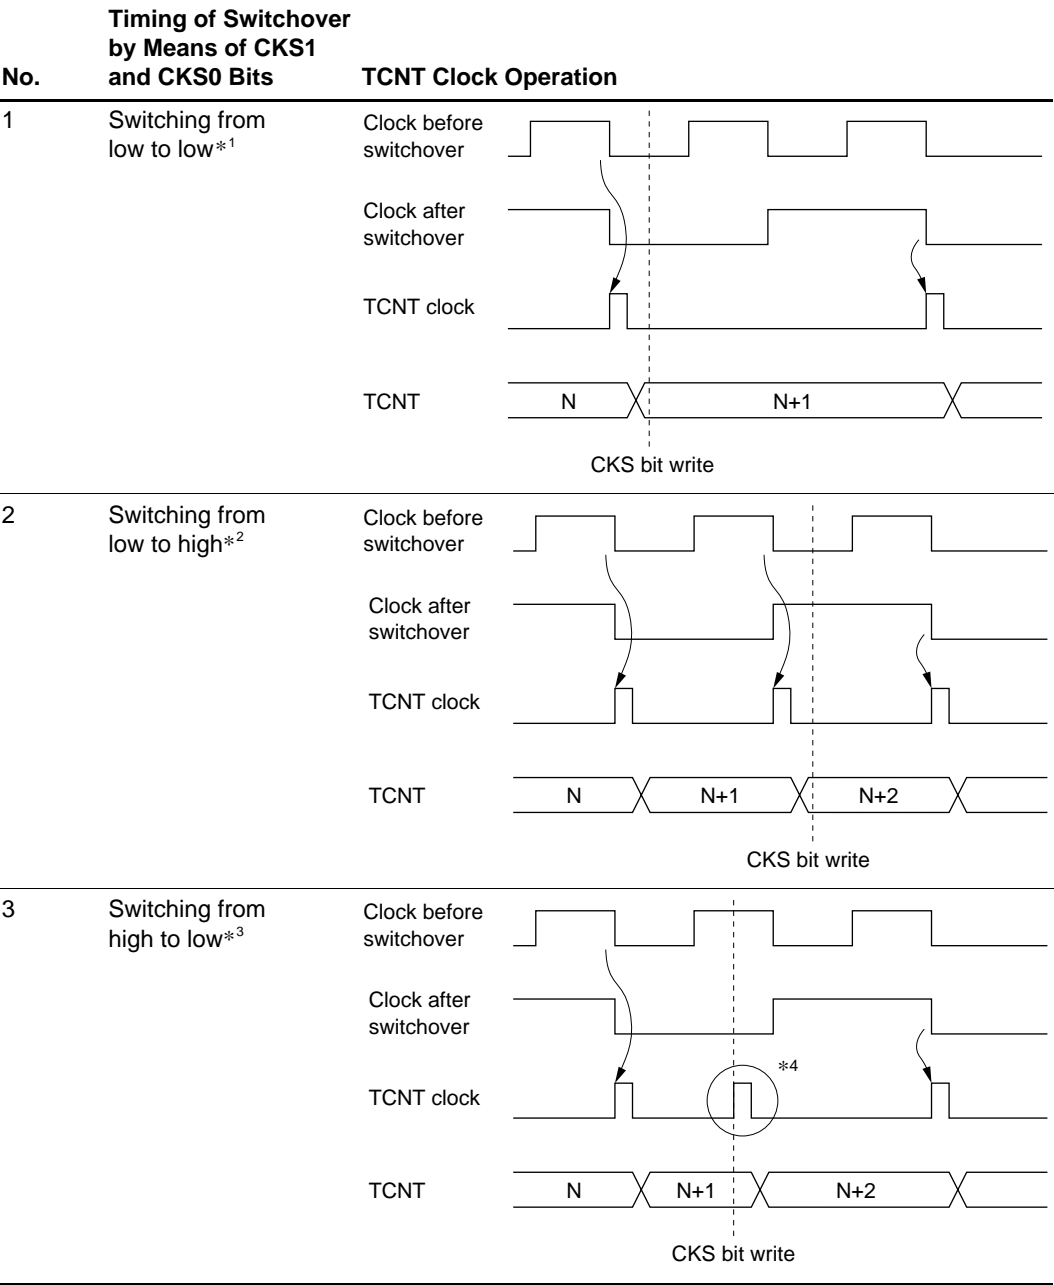 Timing of Switchover
by Means of CKS1
No. and CKS0 Bits TCNT Clock Operation
1 Switching from
low to low*1
Clock before
switchover
Clock after
switchover
TCNT clock
TCNT N N+1
CKS bit write
2 Switching from
low to high*2
Clock before
switchover
Clock after
switchover
TCNT clock
TCNT N N+1 N+2
CKS bit write
3 Switching from
high to low*3
Clock before
switchover
Clock after
switchover
*4
TCNT clock
TCNT N N+1 N+2
CKS bit write